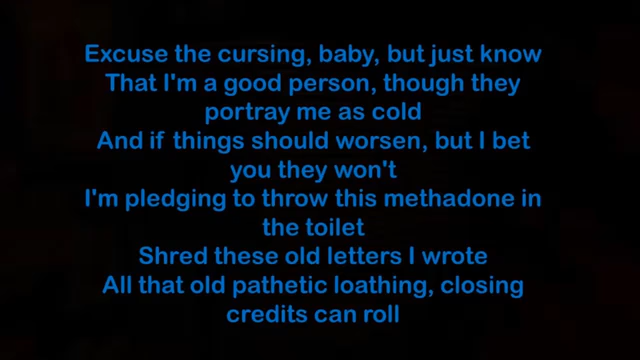 Excuse the cursing, baby, but just know
That I'm a good person, though they
portray me as cold
And if things should worsen, but I bet
you they won't
I'm pledging to throw this methadone in
the toilet
Shred these old letters I wrote
All that old pathetic loathing, closing
credits can roll